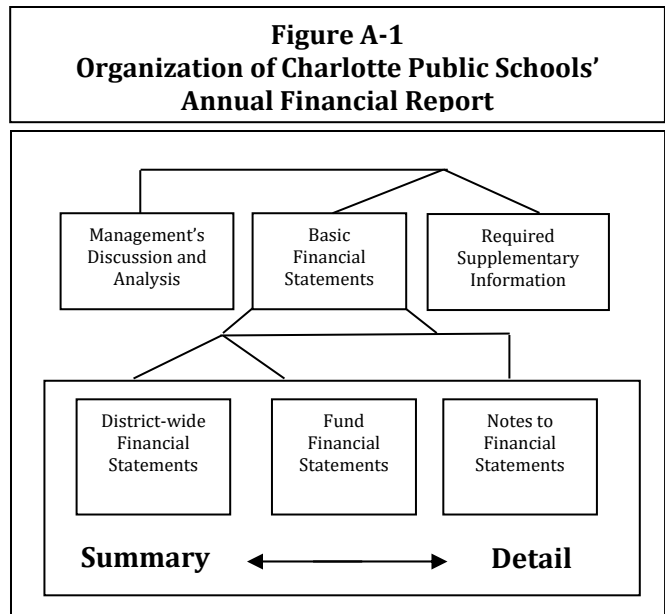 Figure A-1
Organization of Charlotte Public Schools'
Annual Financial Report
Management's
Discussion and
Analysis
Basic
Financial
Statements
Required
Supplementary
Information
District-wide
Financial
Statements
Fund
Financial
Statements
Notes to
Financial
Statements
Summary
Detail